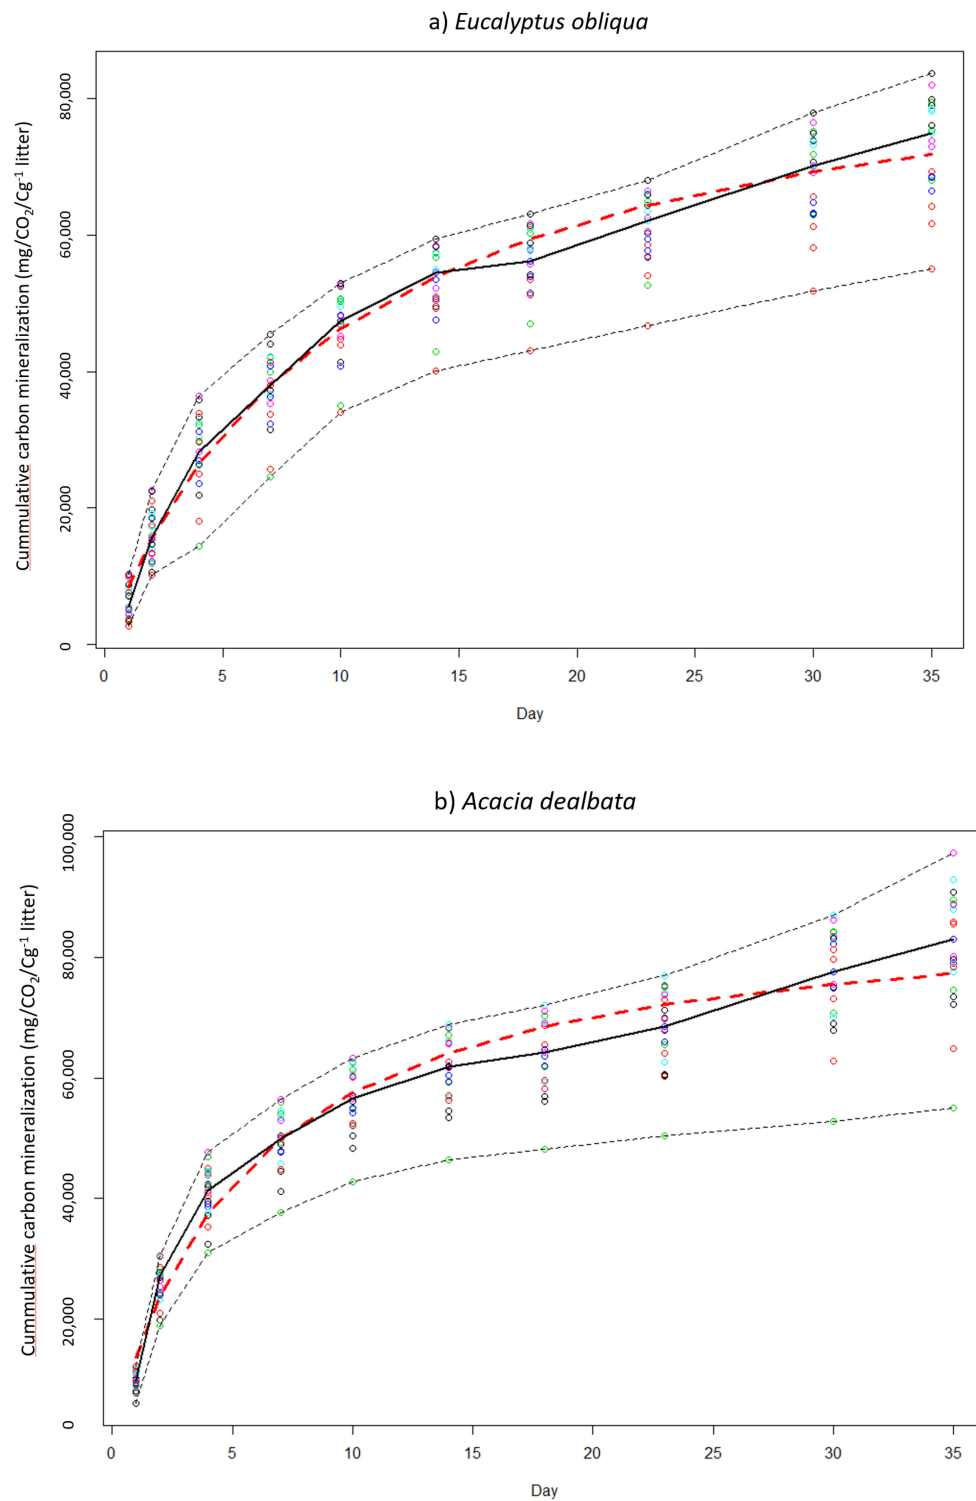 a) Eucalyptus obliqua
Cummulative carbon mineralization (mg/CO₂/Cg⁻¹ litter)
80,000
60,000
40,000
20,000
0
0 5 10 15 20 25 30 35
Day
b) Acacia dealbata
Cummulative carbon mineralization (mg/CO₂/Cg⁻¹ litter)
100,000
80,000
60,000
40,000
20,000
0
0 5 10 15 20 25 30 35
Day